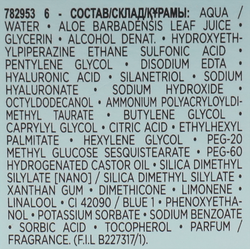 782953 6 - СОСТАВ/СКЛАД/ҚҰРАМЫ: AQUA /
WATER • ALOE BARBADENSIS LEAF JUICE /
GLYCERIN • ALCOHOL DENAT. • HYDROXYETH-
YLPIPERAZINE ETHANE SULFONIC ACID •
PENTYLENE GLYCOL • DISODIUM EDTA •
HYALURONIC ACID • SILANETRIOL • SODIUM
HYALURONATE • SODIUM HYDROXIDE •
OCTYLDODECANOL • AMMONIUM POLYACRYLOYLDI-
METHYL TAURATE • BUTYLENE GLYCOL •
CAPRYLYL GLYCOL • CITRIC ACID • ETHYLHEXYL
PALMITATE • HEXYLENE GLYCOL • PEG-20
METHYL GLUCOSE SESQUISTEARATE • PEG-60
HYDROGENATED CASTOR OIL • SILICA DIMETHYL
SILYLATE [NANO] / SILICA DIMETHYL SILYLATE •
XANTHAN GUM • DIMETHICONE • LIMONENE •
LINALOOL • CI 42090 / BLUE 1 • PHENOXYETHA-
NOL • POTASSIUM SORBATE • SODIUM BENZOATE
• SORBIC ACID • TOCOPHEROL • PARFUM /
FRAGRANCE. (F.I.L B227317/1).